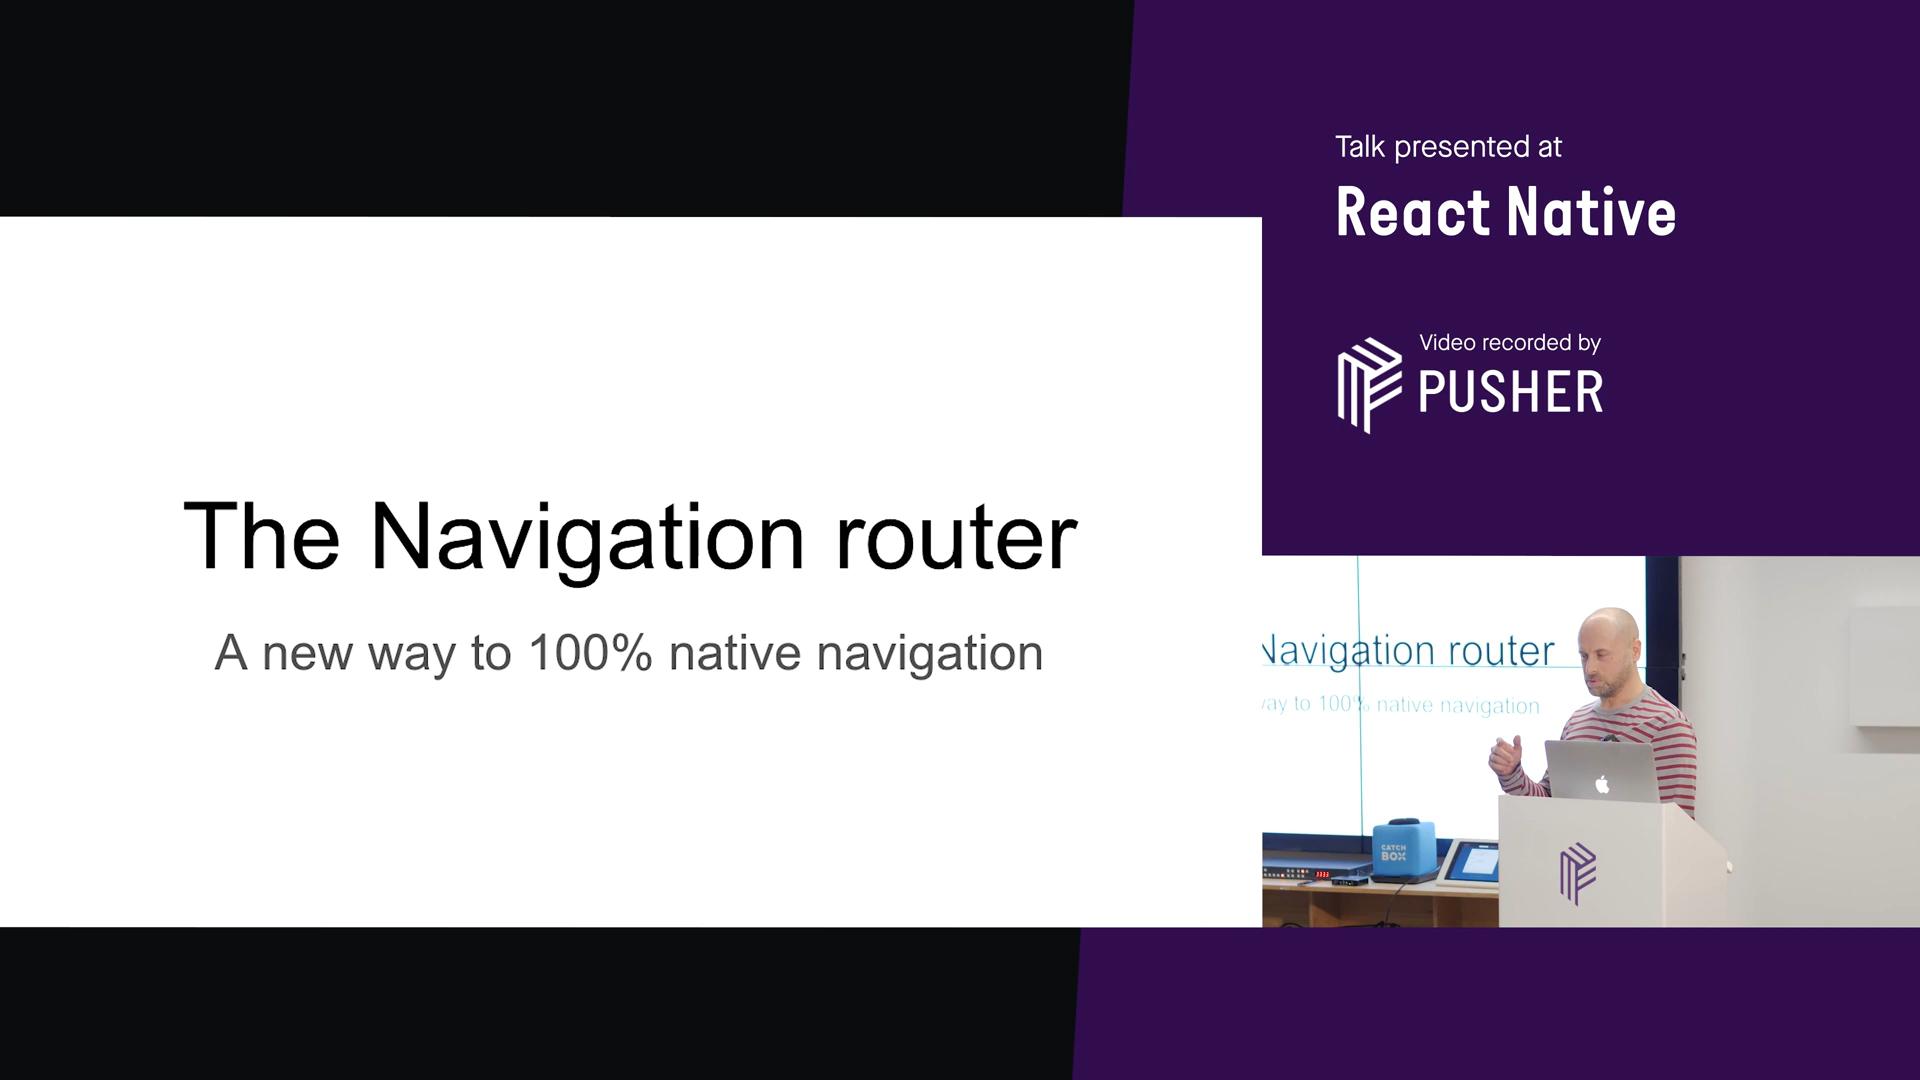 The Navigation router
A new way to 100% native navigation
Talk presented at
React Native
Video recorded by
PUSHER
Navigation router
way to 100% native navigation
CATCH
BOX